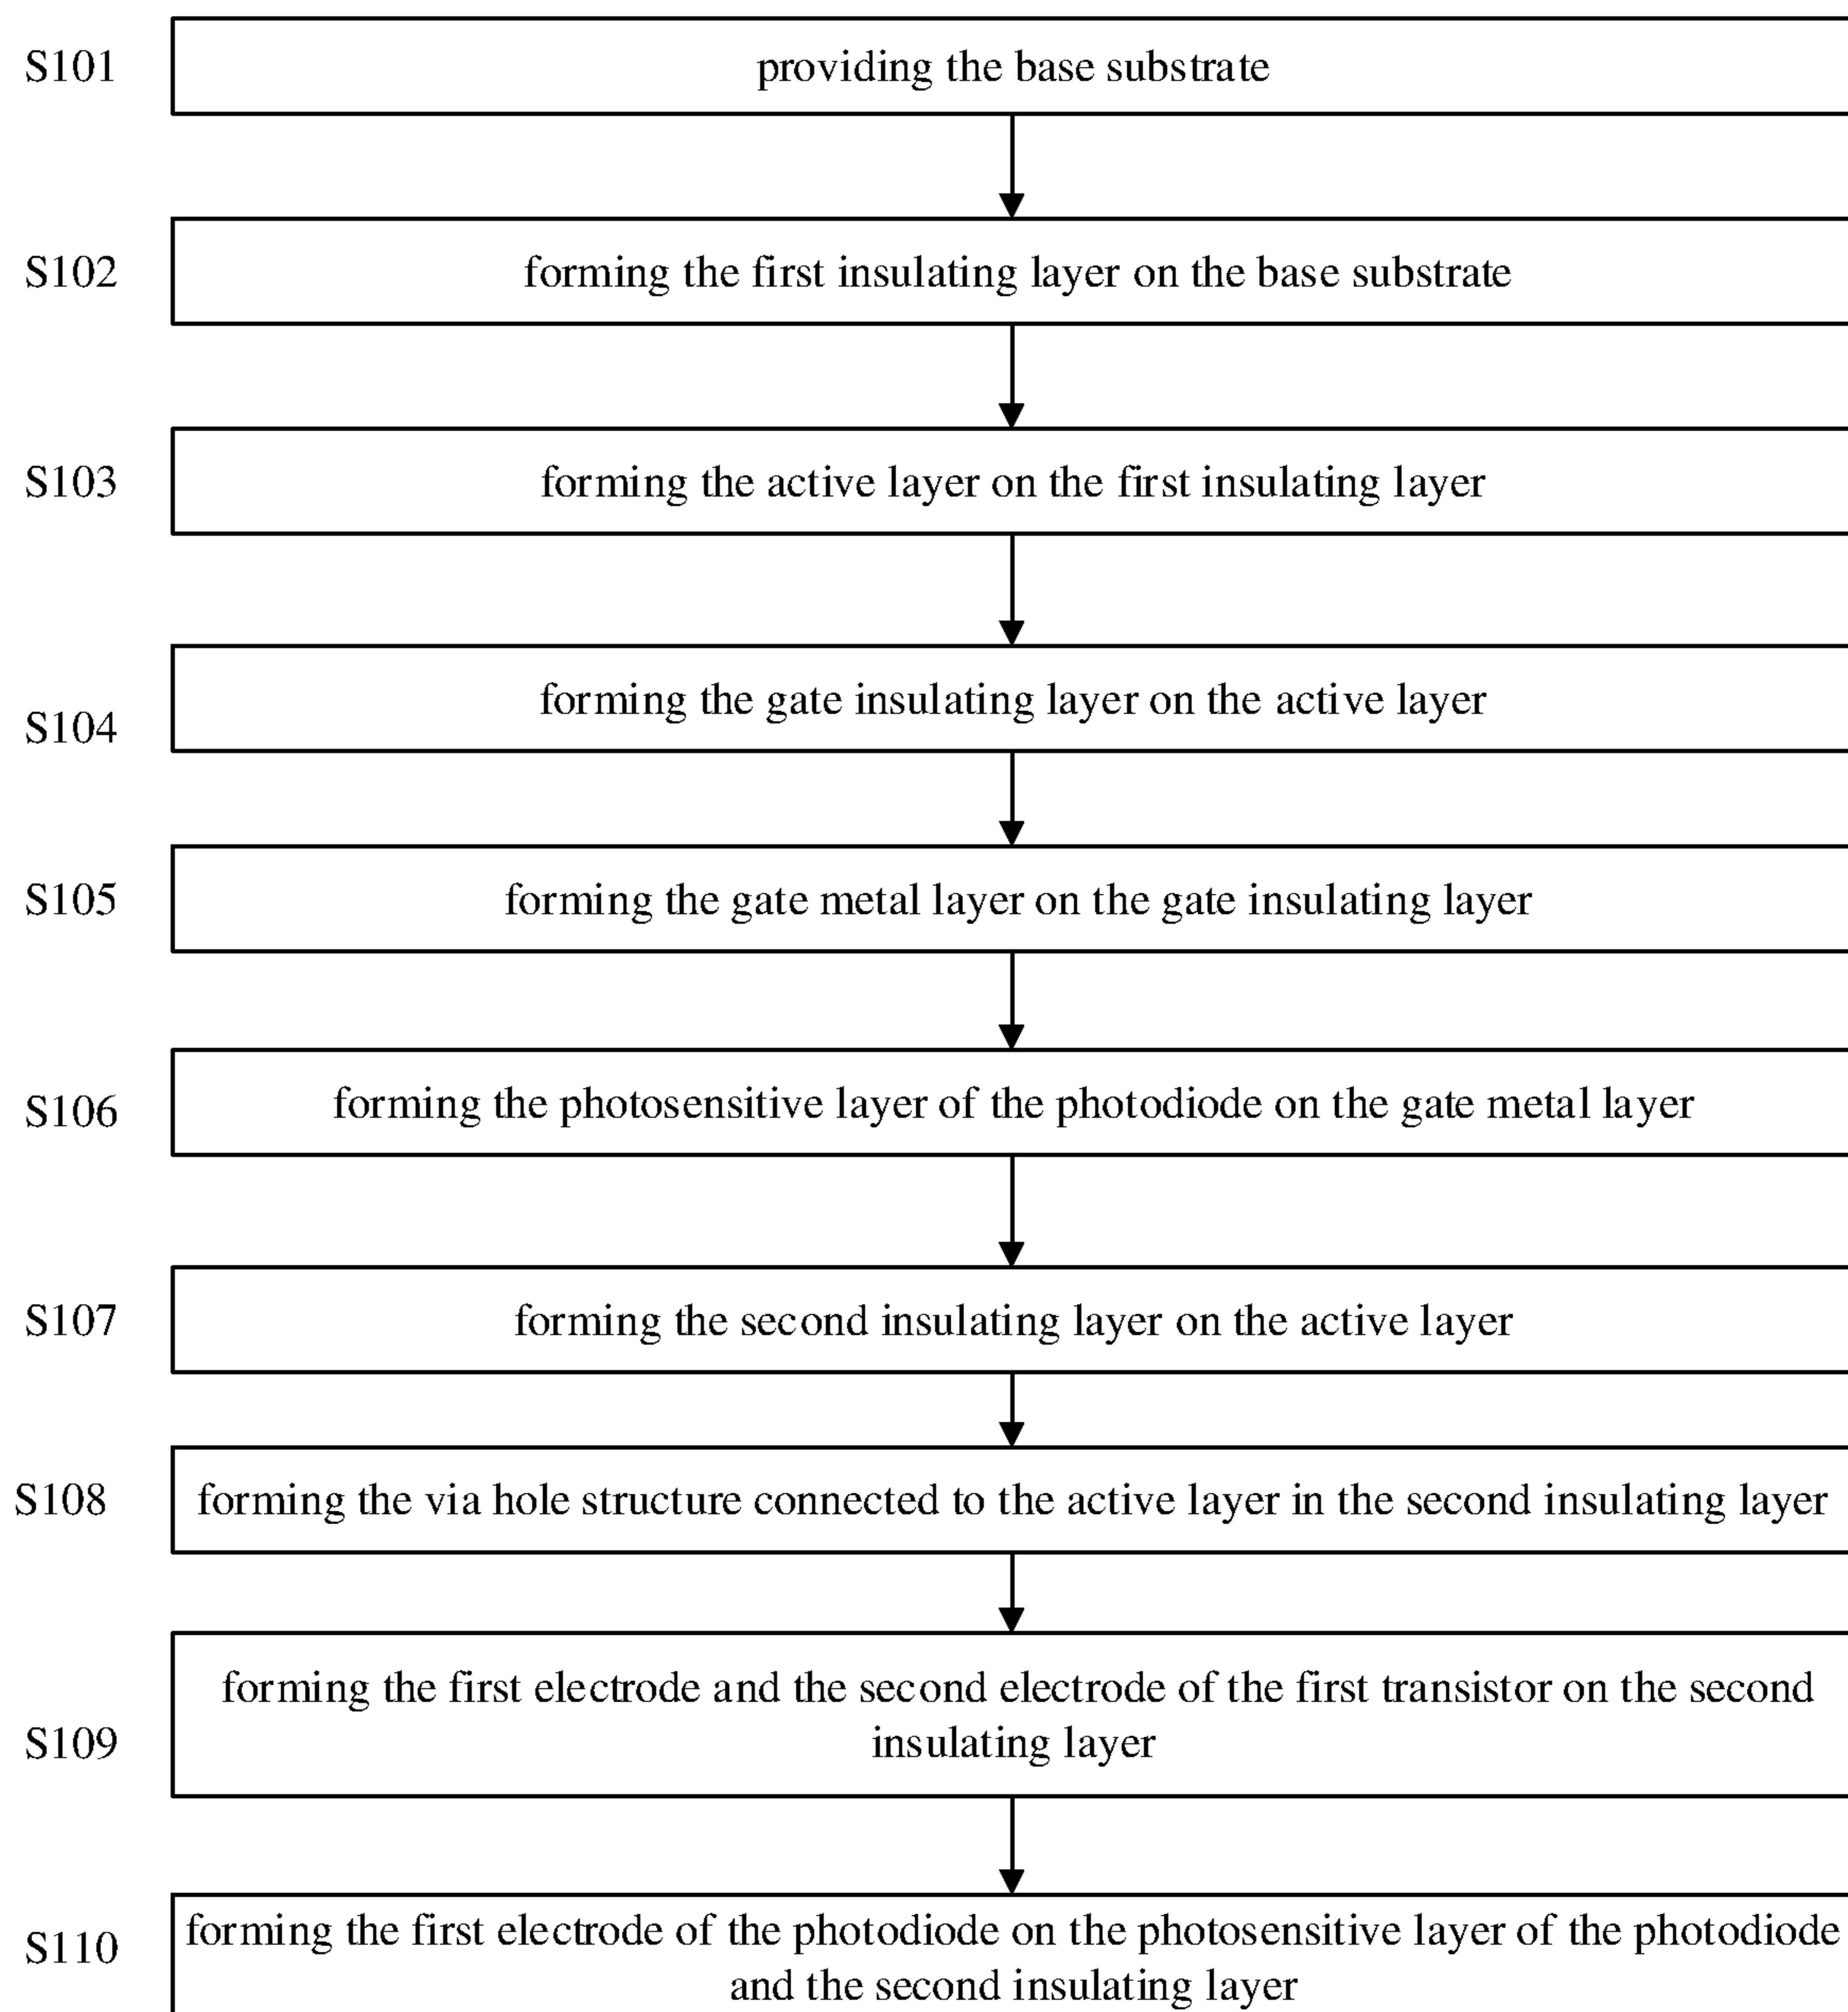 S101
providing the base substrate
S102
forming the first insulating layer on the base substrate
S103
forming the active layer on the first insulating layer
S104
forming the gate insulating layer on the active layer
S105
forming the gate metal layer on the gate insulating layer
S106
forming the photosensitive layer of the photodiode on the gate metal layer
S107
forming the second insulating layer on the active layer
S108
forming the via hole structure connected to the active layer in the second insulating layer
S109
forming the first electrode and the second electrode of the first transistor on the second
insulating layer
S110
forming the first electrode of the photodiode on the photosensitive layer of the photodiode
and the second insulating layer